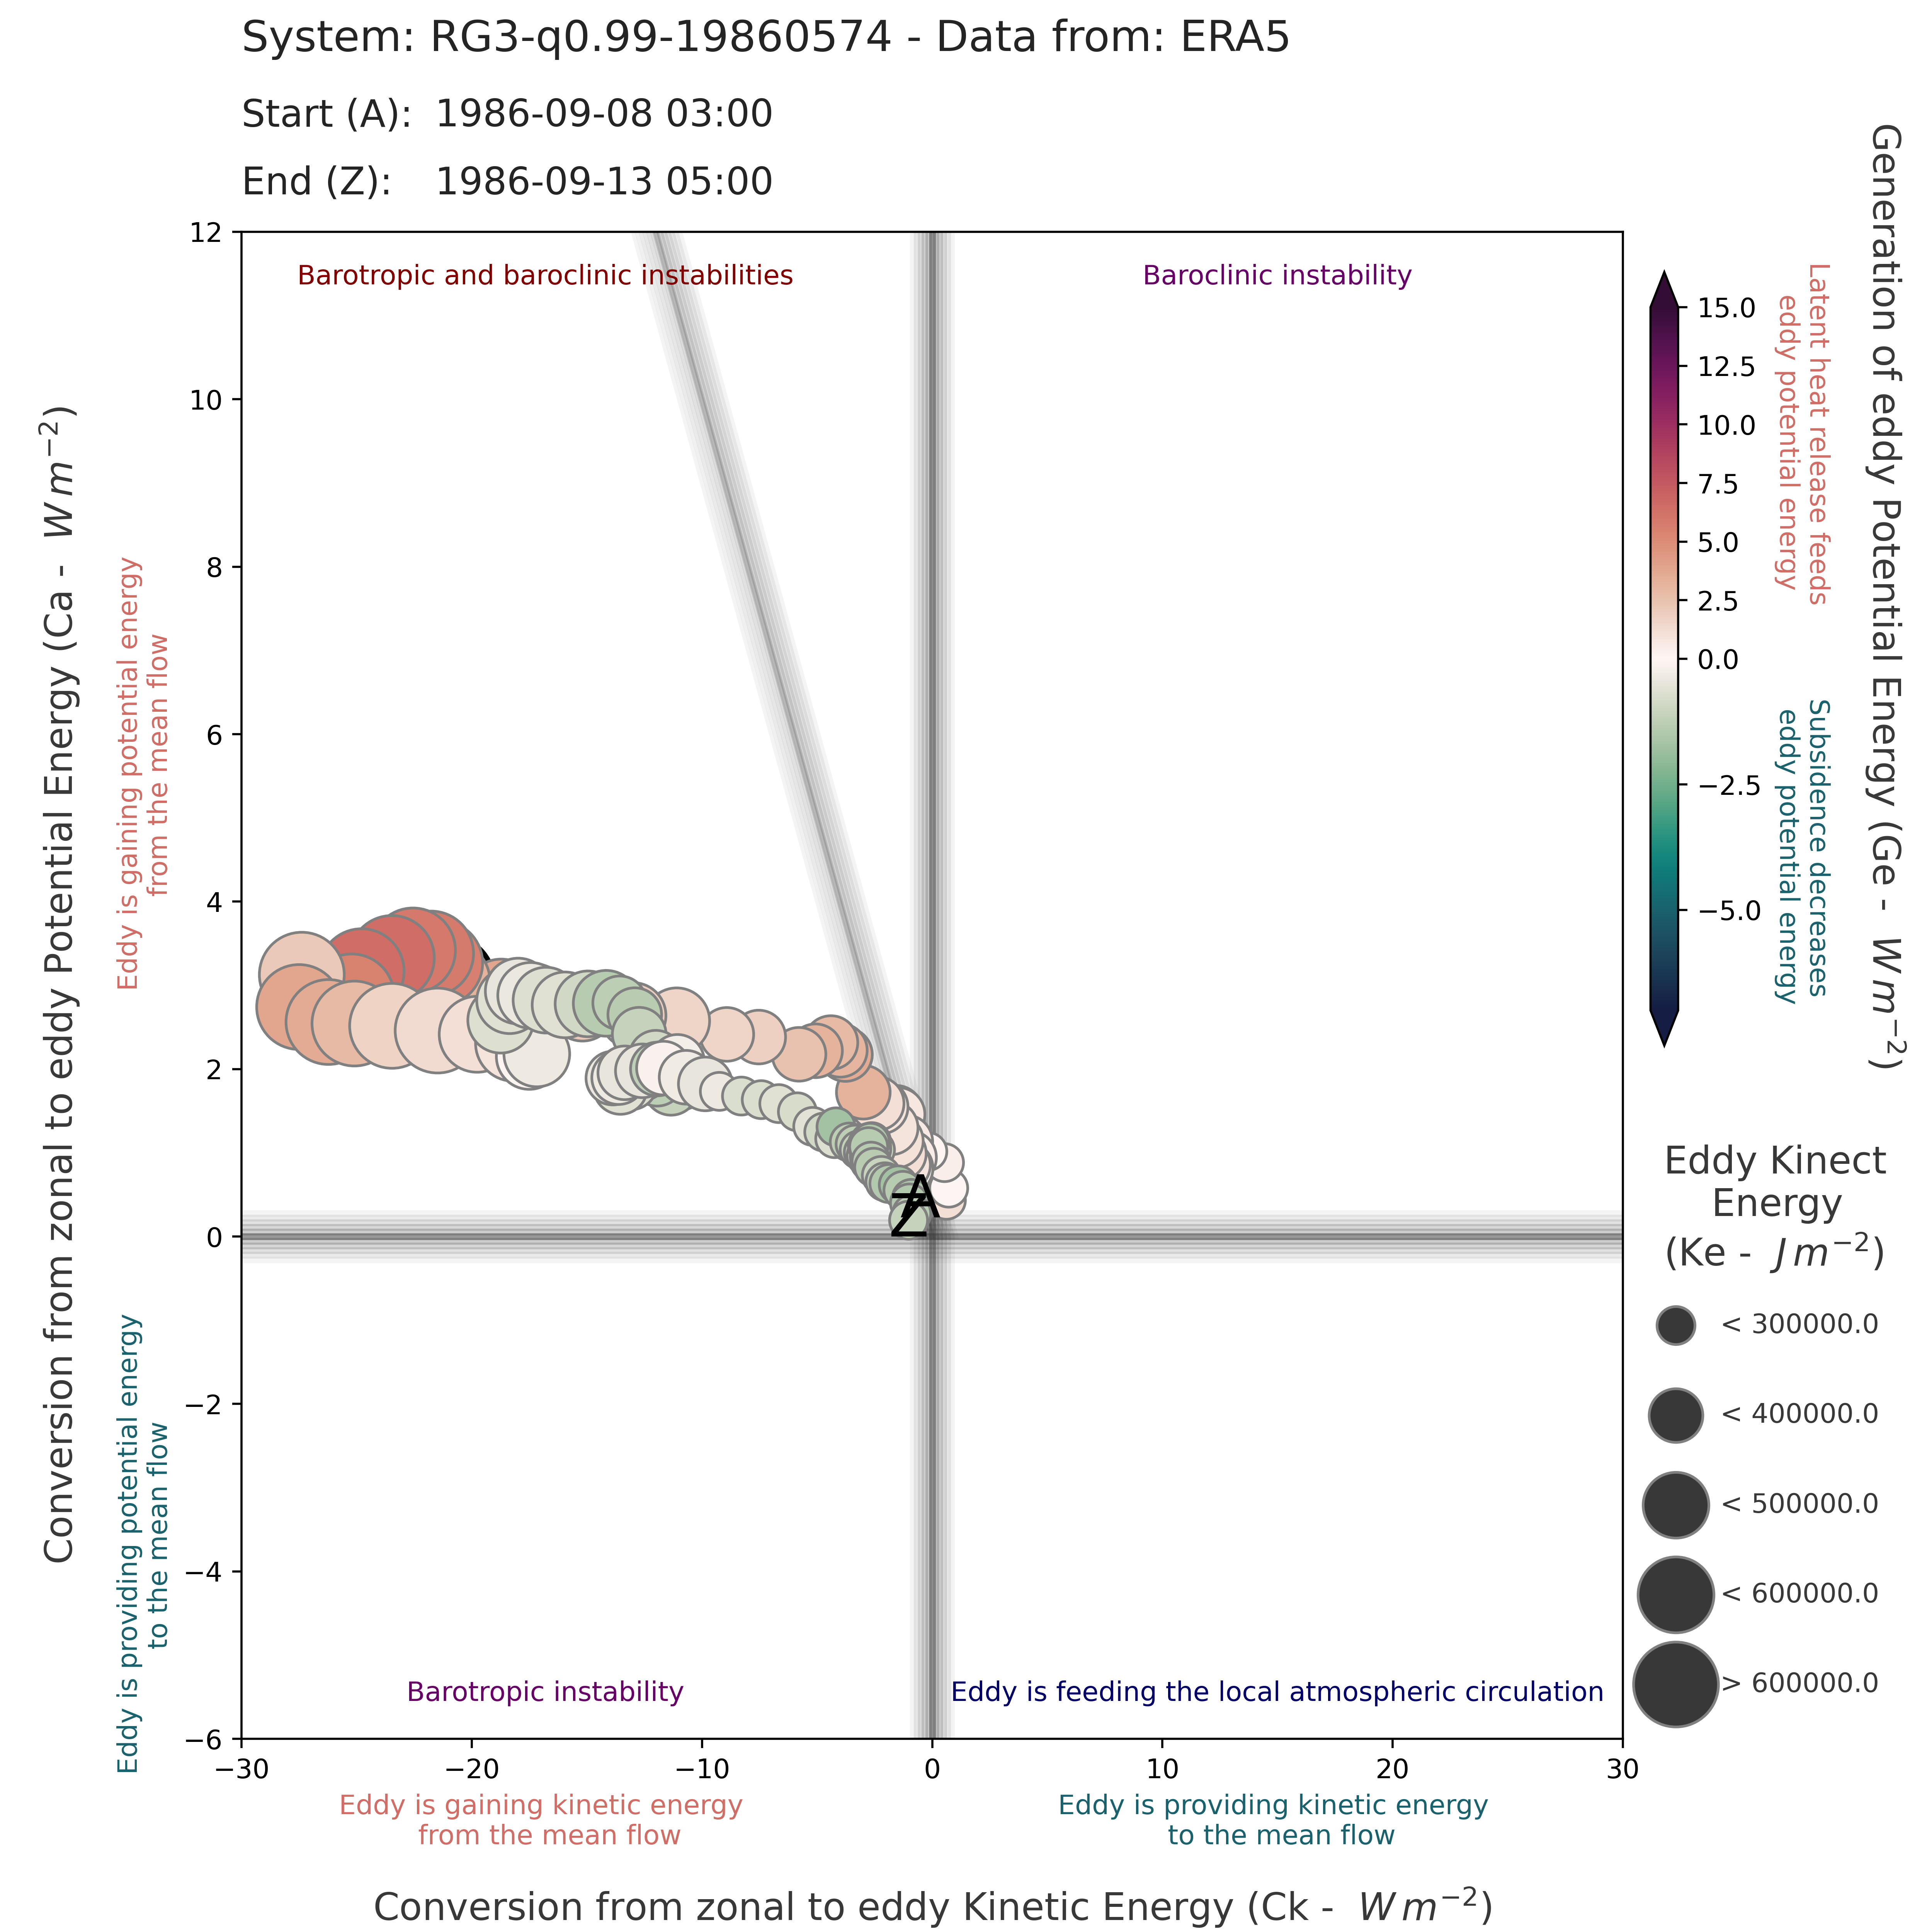 System: RG3-q0.99-19860574 - Data from: ERA5
Start (A): 1986-09-08 03:00
End (Z): 1986-09-13 05:00
Conversion from zonal to eddy Potential Energy (Ca - W m⁻²)
Eddy is gaining potential energy
from the mean flow
Eddy is providing potential energy
to the mean flow
12
10
8
6
4
2
0
−2
−4
−6
Barotropic and baroclinic instabilities
Baroclinic instability
A
Z
Barotropic instability
Eddy is feeding the local atmospheric circulation
−30
−20
−10
0
10
20
30
Eddy is gaining kinetic energy
from the mean flow
Eddy is providing kinetic energy
to the mean flow
Conversion from zonal to eddy Kinetic Energy (Ck - W m⁻²)
15.0
12.5
10.0
7.5
5.0
2.5
0.0
−2.5
−5.0
Latent heat release feeds
eddy potential energy
Subsidence decreases
eddy potential energy
Generation of eddy Potential Energy (Ge - W m⁻²)
Eddy Kinect
Energy
(Ke - J m⁻²)
< 300000.0
< 400000.0
< 500000.0
< 600000.0
> 600000.0